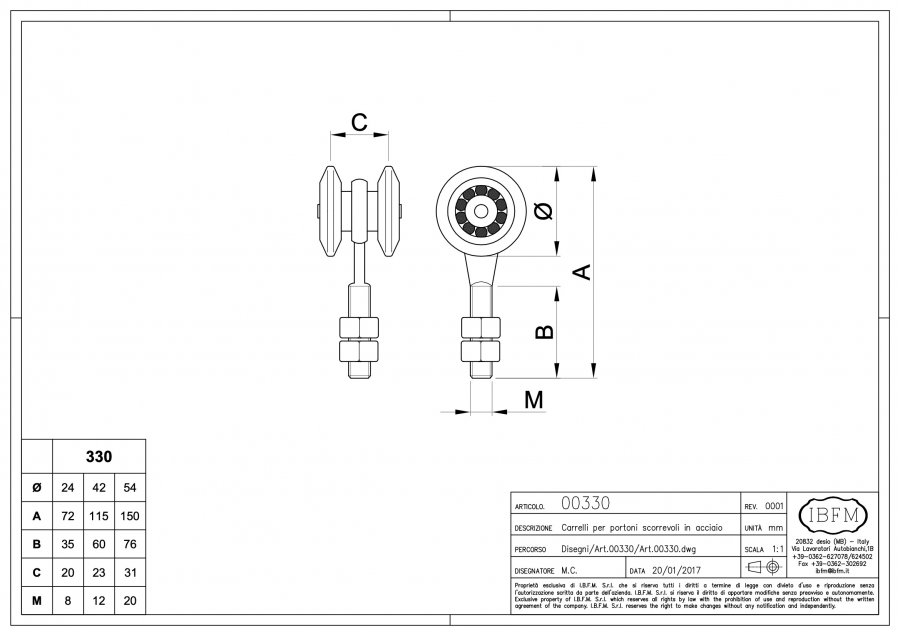 C
Ø
A
B
M
330
Ø 24 42 54
A 72 115 150
B 35 60 76
C 20 23 31
M 8 12 20
ARTICOLO. 00330 REV. 0001
DESCRIZIONE Carrelli per portoni scorrevoli in acciaio UNITÀ mm
PERCORSO Disegni/Art.00330/Art.00330.dwg SCALA 1:1
DISEGNATORE M.C. DATA 20/01/2017
IBFM
20832 desio (MB) - Italy
Via Lavoratori Autobianchi,1B
+39-0362-627078/624502
Fax +39-0362-302692
ibfm@ibfm.it
Proprietà esclusiva di I.B.F.M. S.r.l. che si riserva tutti i diritti a termine di legge con divieto d'uso e riproduzione senza
l'autorizzazione scritta da parte dell'azienda. I.B.F.M. S.r.l. si riserva il diritto di apportare modifiche senza preavviso e autonomamente.
Exclusive property of I.B.F.M. S.r.l. which reserves all rights by law with the prohibition of use and reproduction without the written
agreement of the company. I.B.F.M. S.r.l. reserves the right to make changes without any notification and independently.